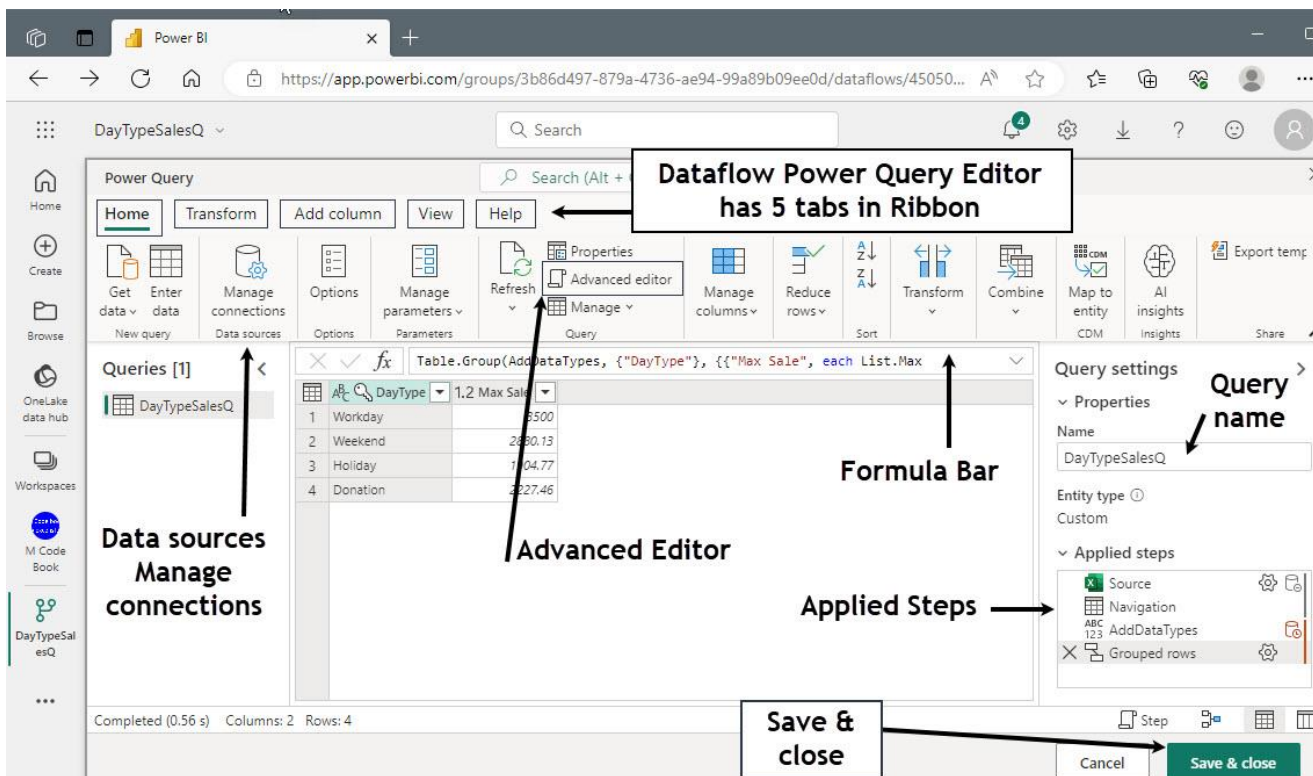 Power BI
https://app.powerbi.com/groups/3b86d497-879a-4736-ae94-99a89b09ee0d/dataflows/45050...
DayTypeSalesQ
Search
4
Home
Create
Browse
OneLake
data hub
Workspaces
M Code
Book
DayTypeSal
esQ
Power Query
Search (Alt +
Dataflow Power Query Editor
has 5 tabs in Ribbon
Home Transform Add column View Help
Get
data
Enter
data
New query
Manage
connections
Data sources
Options
Options
Manage
parameters
Parameters
Refresh
Properties
Advanced editor
Manage
Query
Manage
columns
Reduce
rows
Sort
Transform
Combine
CDM
Map to
entity
CDM
AI
insights
Insights
Export temp
Share
Queries [1]
DayTypeSalesQ
Data sources
Manage
connections
fx Table.Group(AddDataTypes, {"DayType"}, {{"Max Sale", each List.Max
DayType 1.2 Max Sale
1 Workday 3500
2 Weekend
3 Holiday
4 Donation
Formula Bar
Advanced Editor
Applied Steps
Query settings
Query
name
Properties
Name
DayTypeSalesQ
Entity type
Custom
Applied steps
Source
Navigation
ABC
123
AddDataTypes
Grouped rows
Completed (0.56 s) Columns: 2 Rows: 4
Step
Save &
close
Cancel
Save & close